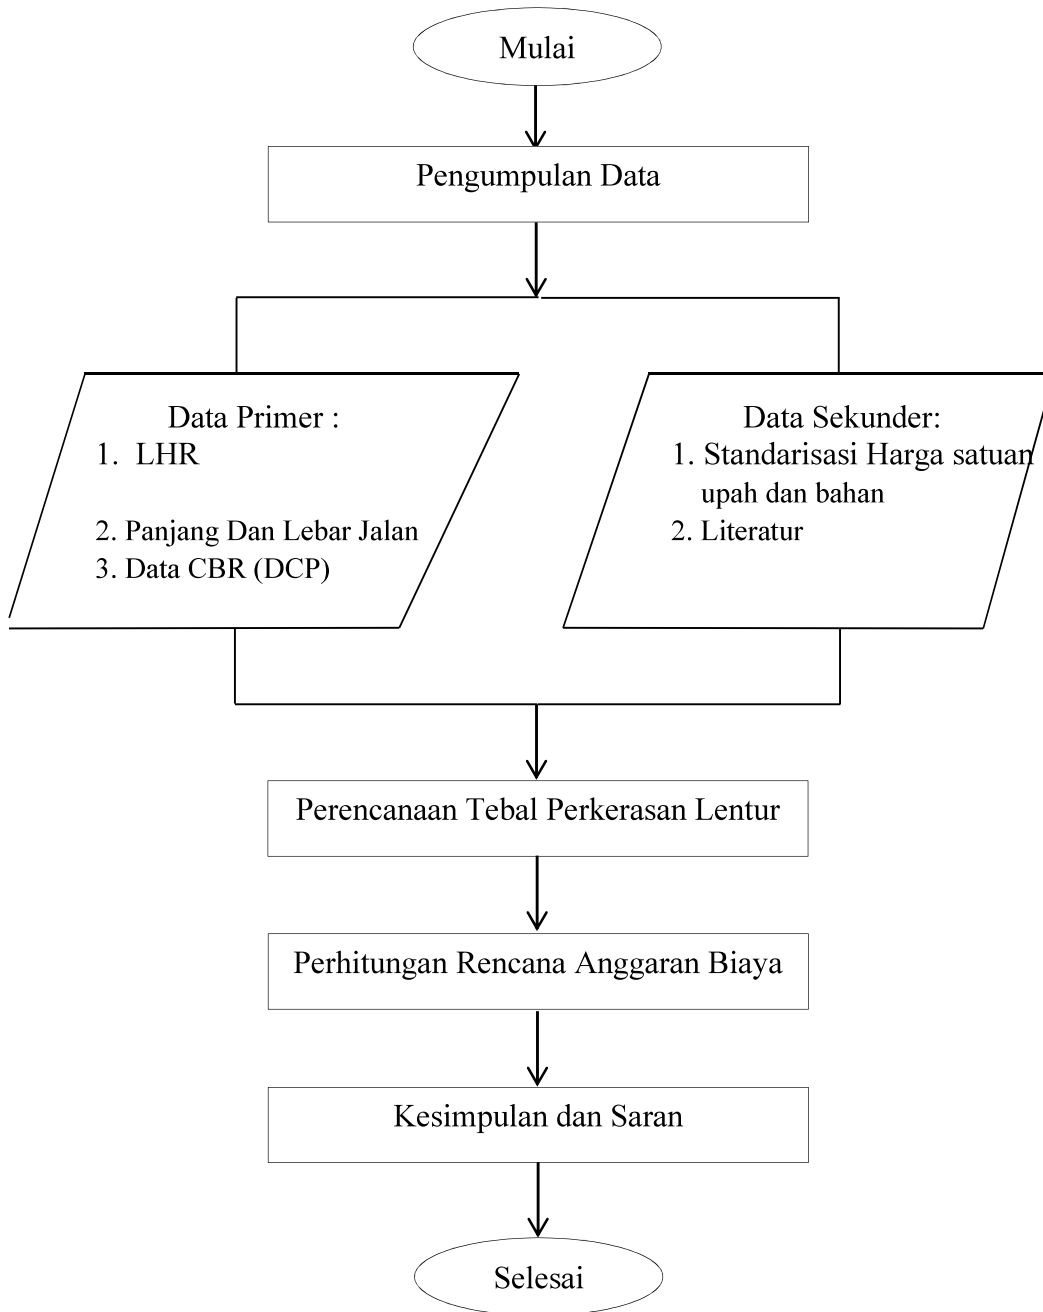 Mulai
Pengumpulan Data
Data Primer :
1. LHR
2. Panjang Dan Lebar Jalan
3. Data CBR (DCP)
Data Sekunder:
1. Standarisasi Harga satuan
upah dan bahan
2. Literatur
Perencanaan Tebal Perkerasan Lentur
Perhitungan Rencana Anggaran Biaya
Kesimpulan dan Saran
Selesai